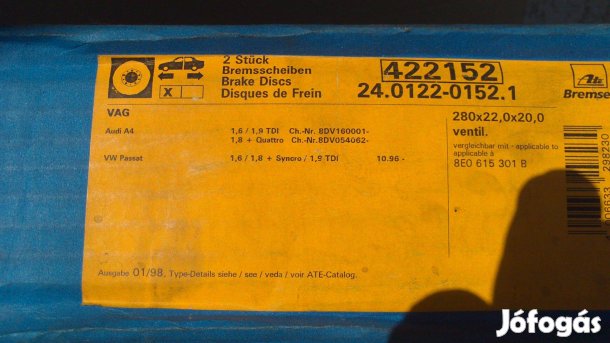 2 Stück
Bremsscheiben
Brake Discs
Disques de Frein
X
422152
24.0122-0152.1
Ate
Bremse
VAG
Audi A4 1,6 / 1,9 TDI Ch.-Nr. 8DV160001-
1,8 + Quattro Ch.-Nr. 8DV054062-
VW Passat 1,6 / 1,8 + Syncro / 1,9 TDI 10.96 -
280x22,0x20,0
ventil.
vergleichbar mit - applicable to
applicable à
8E0 615 301 B
298230
Ausgabe 01/98, Type-Details siehe / see / veda / voir ATE-Catalog.
Jófogás